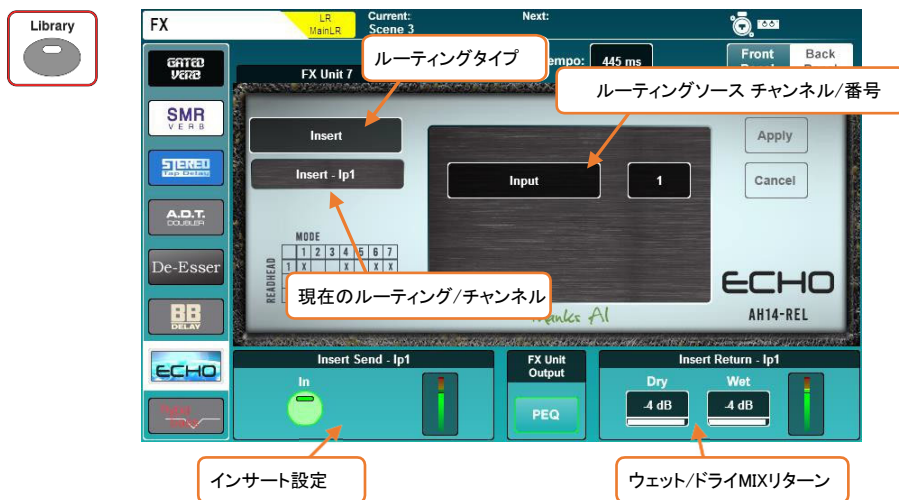 Library
FX
LR
MainLR
Current:
Scene 3
Next:
ルーティングタイプ
FX Unit 7
445 ms
Front
Back
ルーティングソース チャンネル/番号
GATED
VERB
SMR
VERB
STEREO
Tap Delay
A.D.T.
DOUBLER
De-Esser
BB
DELAY
ECHO
Insert
Insert - Ip1
Input
1
Apply
Cancel
MODE
1 2 3 4 5 6 7
READHEAD
1 X X X X
現在のルーティング/チャンネル
Al
ECHO
AH14-REL
Insert Send - Ip1
In
FX Unit
Output
PEQ
Insert Return - Ip1
Dry
Wet
-4 dB
-4 dB
インサート設定
ウェット/ドライMIXリターン